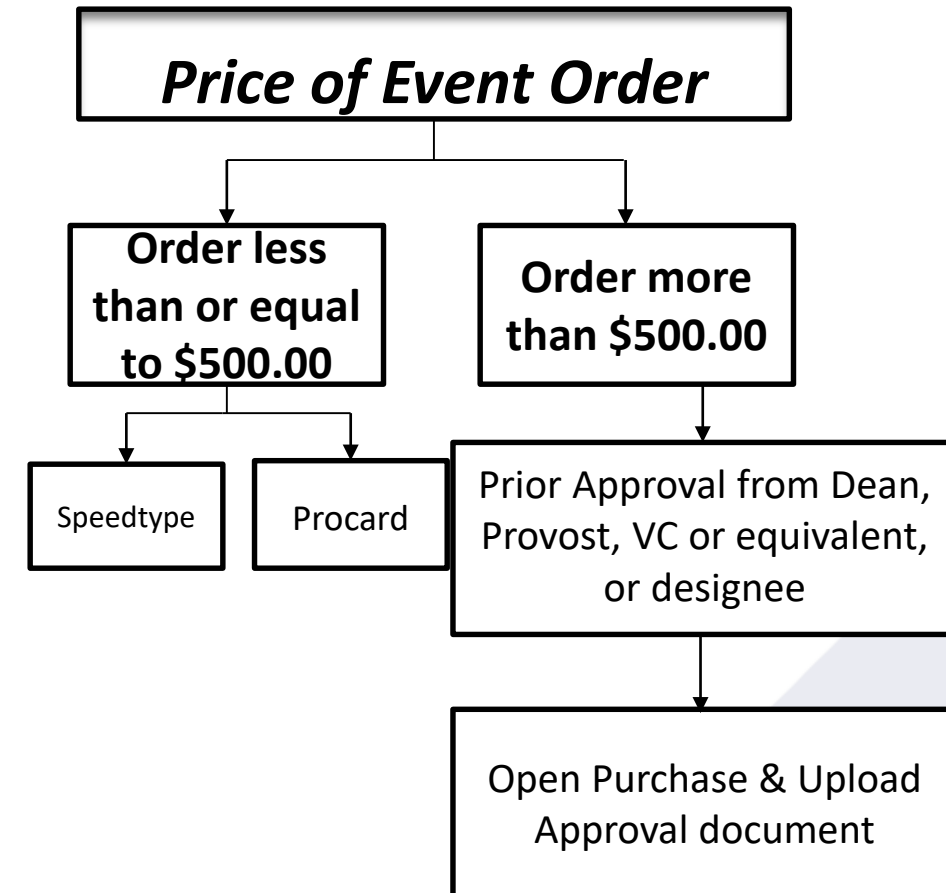 Price of Event Order
Order less
than or equal
to $500.00
Order more
than $500.00
Speedtype
Procard
Prior Approval from Dean,
Provost, VC or equivalent,
or designee
Open Purchase & Upload
Approval document